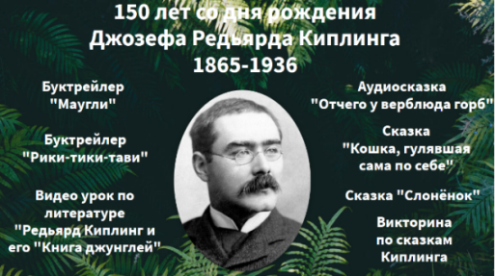 150 лет со дня рождения
Джозефа Редьярда Киплинга
1865-1936
Буктрейлер
"Маугли"
Буктрейлер
"Рики-тики-тави"
Видео урок по
литературе
"Редьярд Киплинг и
его "Книга джунглей"
Аудиосказка
"Отчего у верблюда горб"
Сказка
"Кошка, гулявшая
сама по себе"
Сказка "Слонёнок"
Викторина
по сказкам
Киплинга